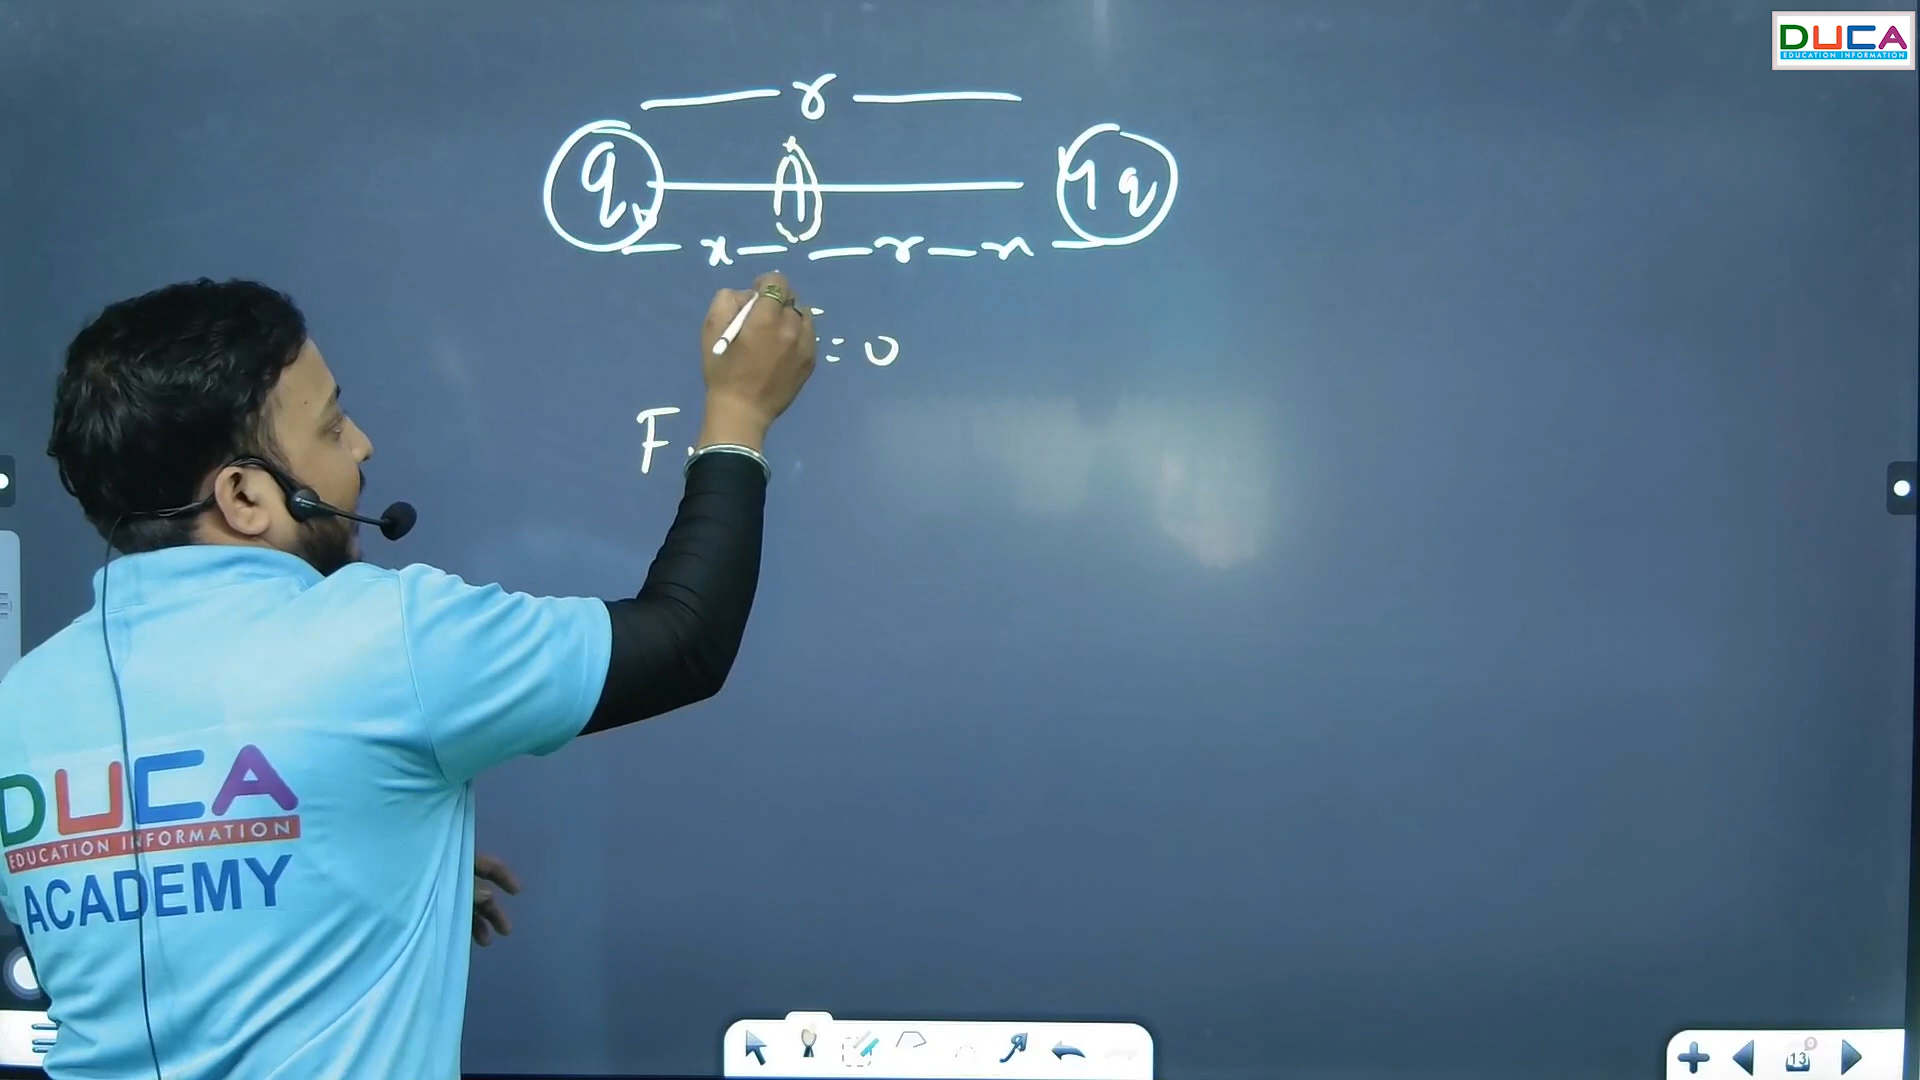 DUCA
EDUCATION INFORMATION
r
q
q
x r - x
= 0
F
DUCA
EDUCATION INFORMATION
ACADEMY
13